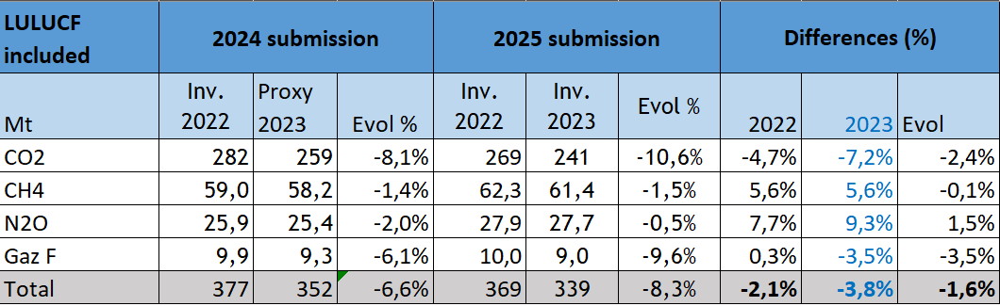 LULUCF included 2024 submission 2025 submission Differences (%)
Mt Inv. 2022 Proxy 2023 Evol % Inv. 2022 Inv. 2023 Evol % 2022 2023 Evol
CO2 282 259 -8,1% 269 241 -10,6% -4,7% -7,2% -2,4%
CH4 59,0 58,2 -1,4% 62,3 61,4 -1,5% 5,6% 5,6% -0,1%
N2O 25,9 25,4 -2,0% 27,9 27,7 -0,5% 7,7% 9,3% 1,5%
Gaz F 9,9 9,3 -6,1% 10,0 9,0 -9,6% 0,3% -3,5% -3,5%
Total 377 352 -6,6% 369 339 -8,3% -2,1% -3,8% -1,6%